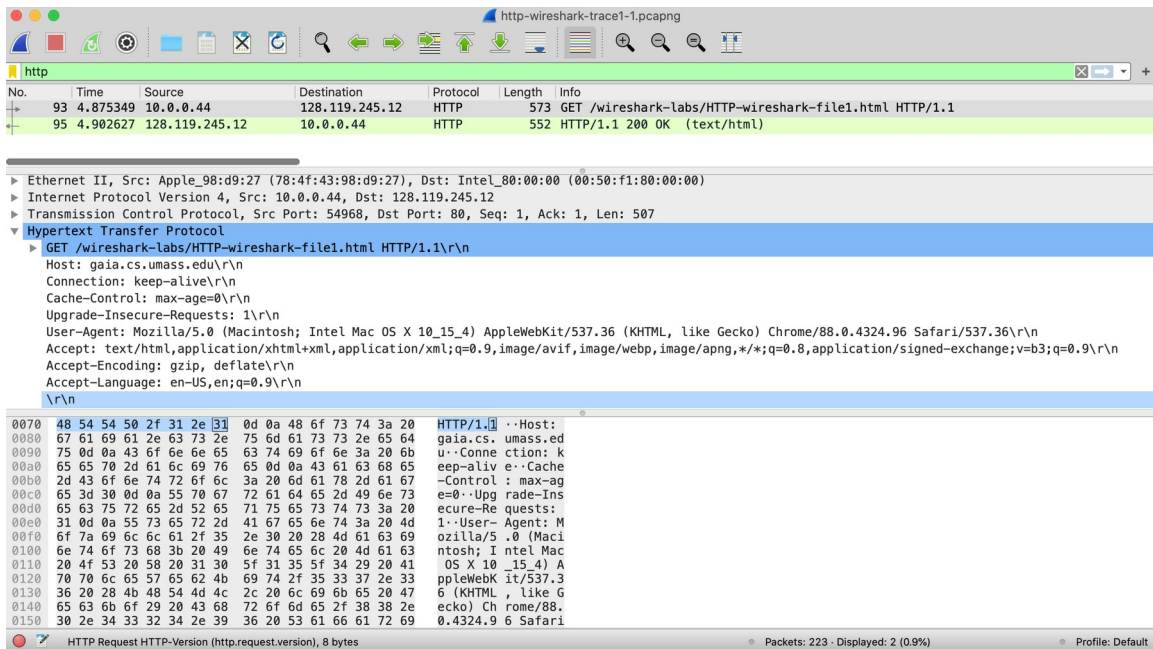 http-wireshark-trace1-1.pcapng
http
+
No. Time Source Destination Protocol Length Info
93 4.875349 10.0.0.44 128.119.245.12 HTTP 573 GET /wireshark-labs/HTTP-wireshark-file1.html HTTP/1.1
95 4.902627 128.119.245.12 10.0.0.44 HTTP 552 HTTP/1.1 200 OK (text/html)
Ethernet II, Src: Apple_98:d9:27 (78:4f:43:98:d9:27), Dst: Intel_80:00:00 (00:50:f1:80:00:00)
Internet Protocol Version 4, Src: 10.0.0.44, Dst: 128.119.245.12
Transmission Control Protocol, Src Port: 54968, Dst Port: 80, Seq: 1, Ack: 1, Len: 507
Hypertext Transfer Protocol
GET /wireshark-labs/HTTP-wireshark-file1.html HTTP/1.1\r\n
Host: gaia.cs.umass.edu\r\n
Connection: keep-alive\r\n
Cache-Control: max-age=0\r\n
Upgrade-Insecure-Requests: 1\r\n
User-Agent: Mozilla/5.0 (Macintosh; Intel Mac OS X 10_15_4) AppleWebKit/537.36 (KHTML, like Gecko) Chrome/88.0.4324.96 Safari/537.36\r\n
Accept: text/html,application/xhtml+xml,application/xml;q=0.9,image/avif,image/webp,image/apng,*/*;q=0.8,application/signed-exchange;v=b3;q=0.9\r\n
Accept-Encoding: gzip, deflate\r\n
Accept-Language: en-US,en;q=0.9\r\n
\r\n
0070 48 54 54 50 2f 31 2e 31 0d 0a 48 6f 73 74 3a 20 HTTP/1.1 ··Host:
0080 67 61 69 61 2e 63 73 2e 75 6d 61 73 73 2e 65 64 gaia.cs. umass.ed
0090 75 0d 0a 43 6f 6e 6e 65 63 74 69 6f 6e 3a 20 6b u··Conne ction: k
00a0 65 65 70 2d 61 6c 69 76 65 0d 0a 43 61 63 68 65 eep-aliv e··Cache
00b0 2d 43 6f 6e 74 72 6f 6c 3a 20 6d 61 78 2d 61 67 -Control : max-ag
00c0 65 3d 30 0d 0a 55 70 67 72 61 64 65 2d 49 6e 73 e=0··Upg rade-Ins
00d0 65 63 75 72 65 2d 52 65 71 75 65 73 74 73 3a 20 ecure-Re quests:
00e0 31 0d 0a 55 73 65 72 2d 41 67 65 6e 74 3a 20 4d 1··User- Agent: M
00f0 6f 7a 69 6c 6c 61 2f 35 2e 30 20 28 4d 61 63 69 ozilla/5 .0 (Maci
0100 6e 74 6f 73 68 3b 20 49 6e 74 65 6c 20 4d 61 63 ntosh; I ntel Mac
0110 20 4f 53 20 58 20 31 30 5f 31 35 5f 34 29 20 41 OS X 10 _15_4) A
0120 70 70 6c 65 57 65 62 4b 69 74 2f 35 33 37 2e 33 ppleWebK it/537.3
0130 36 20 28 4b 48 54 4d 4c 2c 20 6c 69 6b 65 20 47 6 (KHTML , like G
0140 65 63 6b 6f 29 20 43 68 72 6f 6d 65 2f 38 38 2e ecko) Ch rome/88.
0150 30 2e 34 33 32 34 2e 39 36 20 53 61 66 61 72 69 0.4324.9 6 Safari
HTTP Request HTTP-Version (http.request.version), 8 bytes Packets: 223 · Displayed: 2 (0.9%) Profile: Default